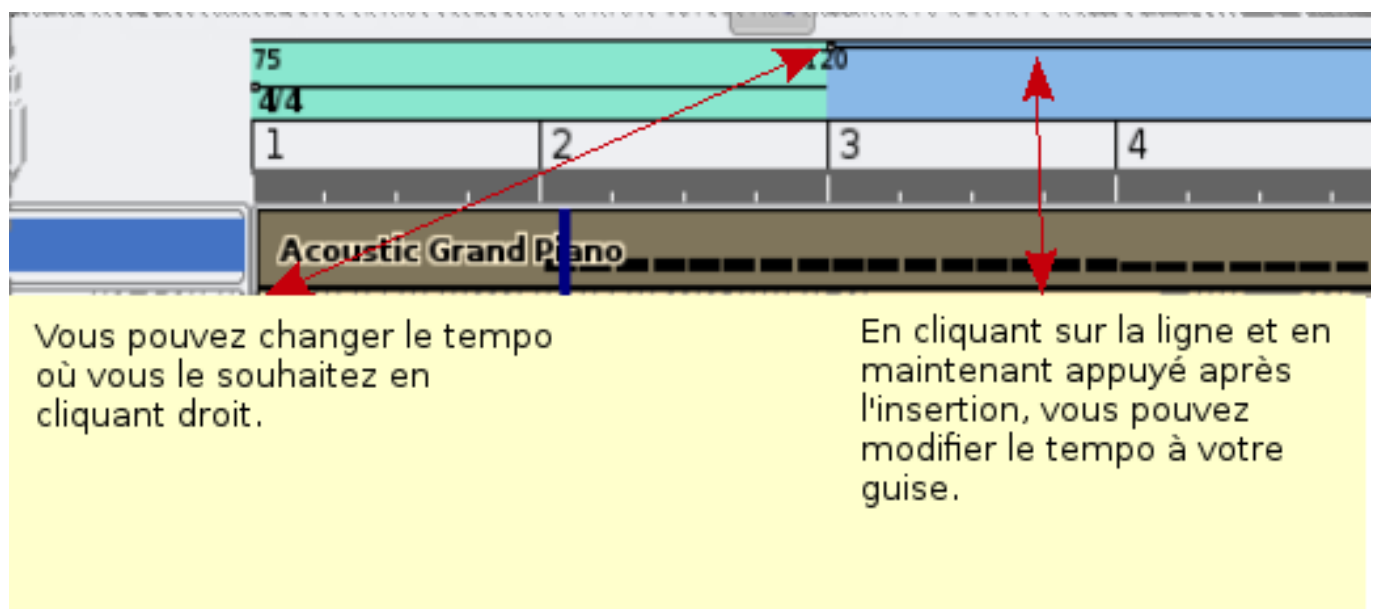 75
120
4/4
1 2 3 4
Acoustic Grand Piano
Vous pouvez changer le tempo
où vous le souhaitez en
cliquant droit.
En cliquant sur la ligne et en
maintenant appuyé après
l'insertion, vous pouvez
modifier le tempo à votre
guise.